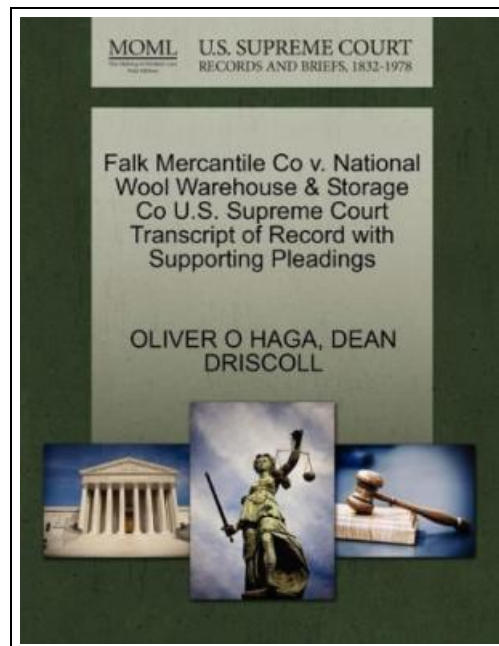 MOML
U.S. SUPREME COURT
RECORDS AND BRIEFS, 1832-1978
Falk Mercantile Co v. National
Wool Warehouse & Storage
Co U.S. Supreme Court
Transcript of Record with
Supporting Pleadings
OLIVER O HAGA, DEAN
DRISCOLL